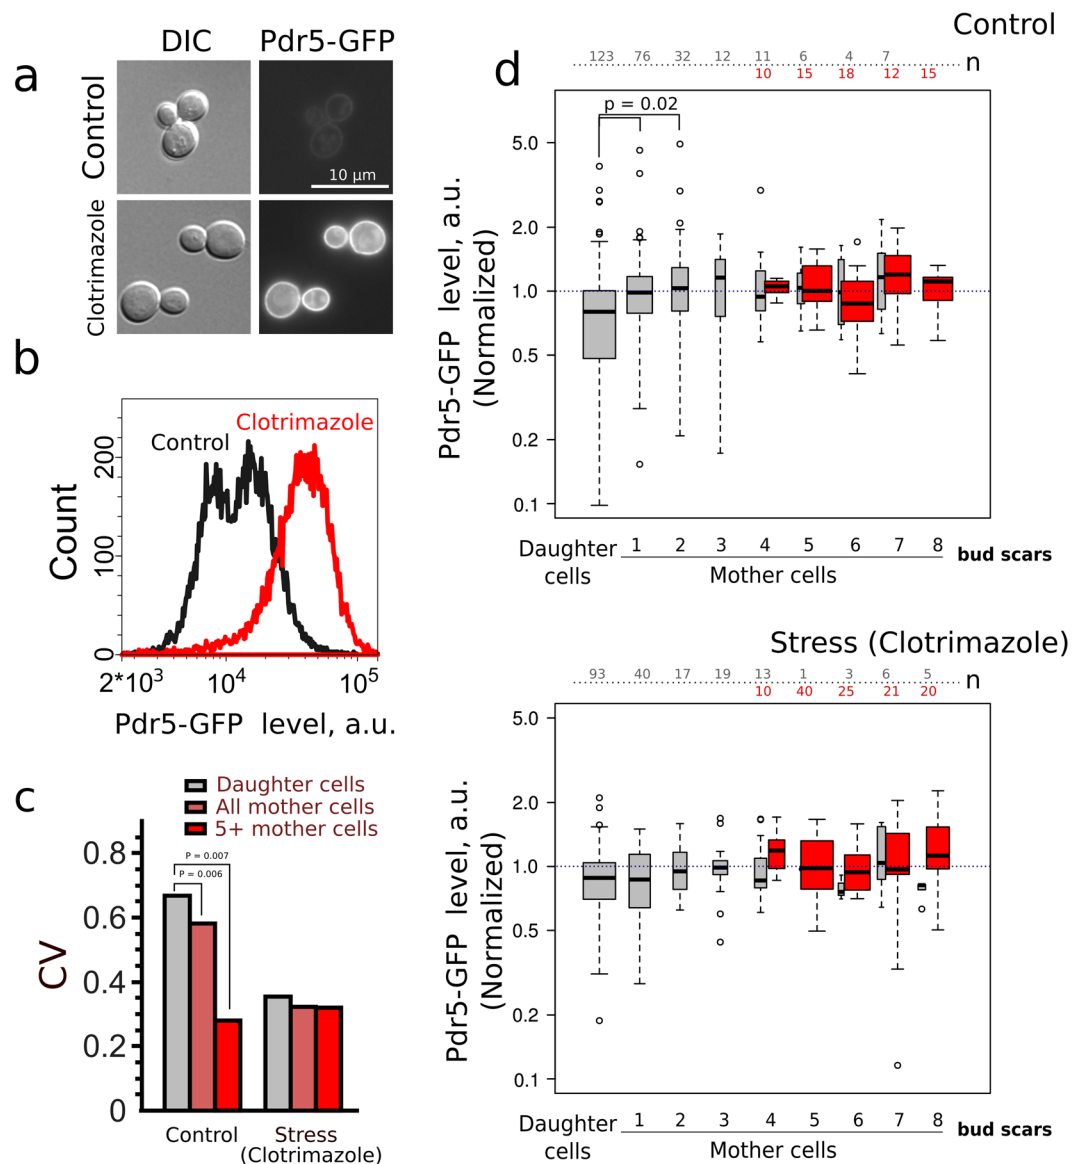 a
DIC
Pdr5-GFP
Control
10 µm
Clotrimazole
b
Clotrimazole
Control
Count
200
100
0
2*10³
10⁴
10⁵
Pdr5-GFP level, a.u.
c
Daughter cells
All mother cells
5+ mother cells
P = 0.007
P = 0.006
CV
0.8
0.6
0.4
0.2
0
Control
Stress
(Clotrimazole)
d
Control
123 76 32 12 11 6 4 7
n
10 15 18 12 15
p = 0.02
Pdr5-GFP level, a.u.
(Normalized)
5.0
2.0
1.0
0.5
0.2
0.1
Daughter
cells
1 2 3 4 5 6 7 8
bud scars
Mother cells
Stress (Clotrimazole)
93 40 17 19 13 1 3 6 5
n
10 40 25 21 20
Pdr5-GFP level, a.u.
(Normalized)
5.0
2.0
1.0
0.5
0.2
0.1
Daughter
cells
1 2 3 4 5 6 7 8
bud scars
Mother cells